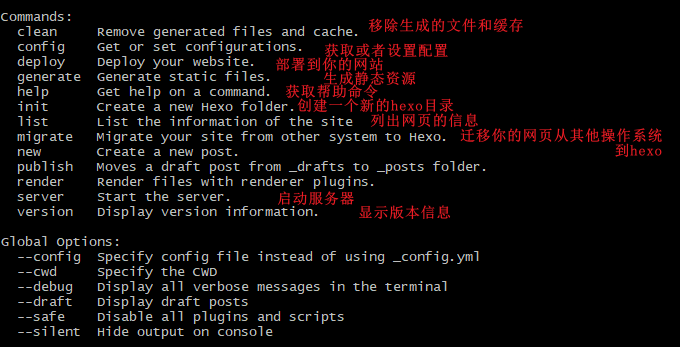 Commands:
clean Remove generated files and cache. 移除生成的文件和缓存
config Get or set configurations. 获取或者设置配置
deploy Deploy your website. 部署到你的网站
generate Generate static files. 生成静态资源
help Get help on a command. 获取帮助命令
init Create a new Hexo folder. 创建一个新的hexo目录
list List the information of the site 列出网页的信息
migrate Migrate your site from other system to Hexo. 迁移你的网页从其他操作系统
new Create a new post. 到hexo
publish Moves a draft post from _drafts to _posts folder.
render Render files with renderer plugins.
server Start the server. 启动服务器
version Display version information. 显示版本信息
Global Options:
--config Specify config file instead of using _config.yml
--cwd Specify the CWD
--debug Display all verbose messages in the terminal
--draft Display draft posts
--safe Disable all plugins and scripts
--silent Hide output on console